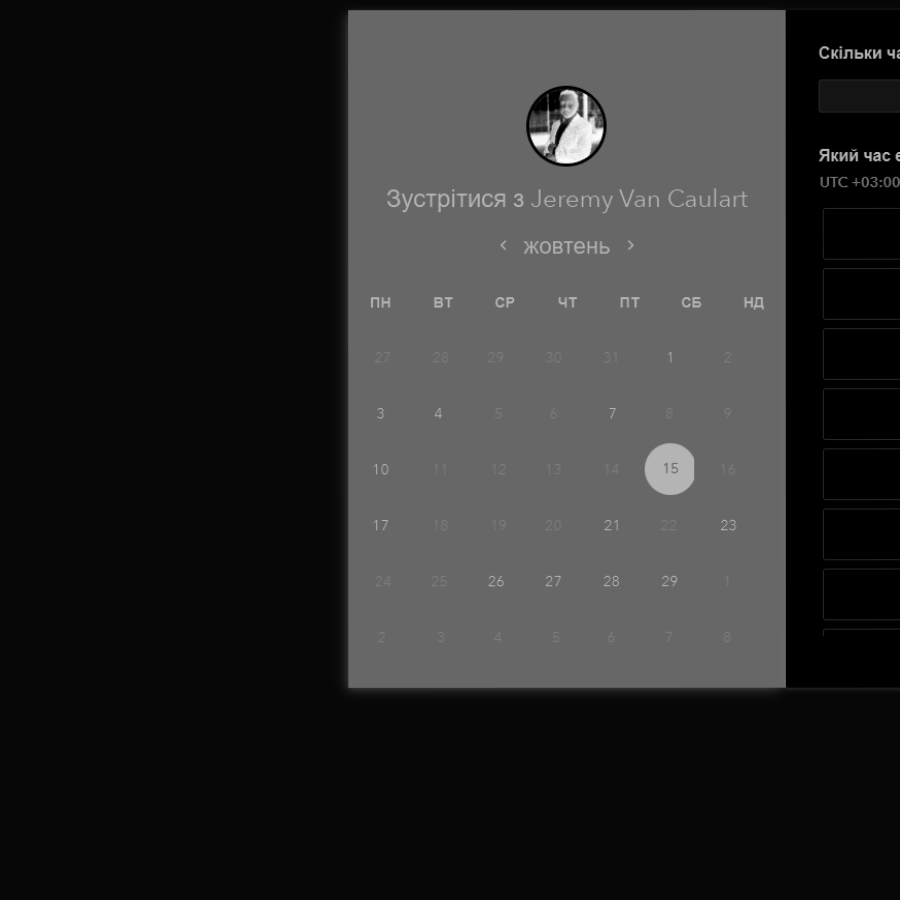 Зустрітися з Jeremy Van Caulart
жовтень
ПН ВТ СР ЧТ ПТ СБ НД
27 28 29 30 31 1 2
3 4 5 6 7 8 9
10 11 12 13 14 15 16
17 18 19 20 21 22 23
24 25 26 27 28 29 1
2 3 4 5 6 7 8
Скільки
Який час
UTC +03:00